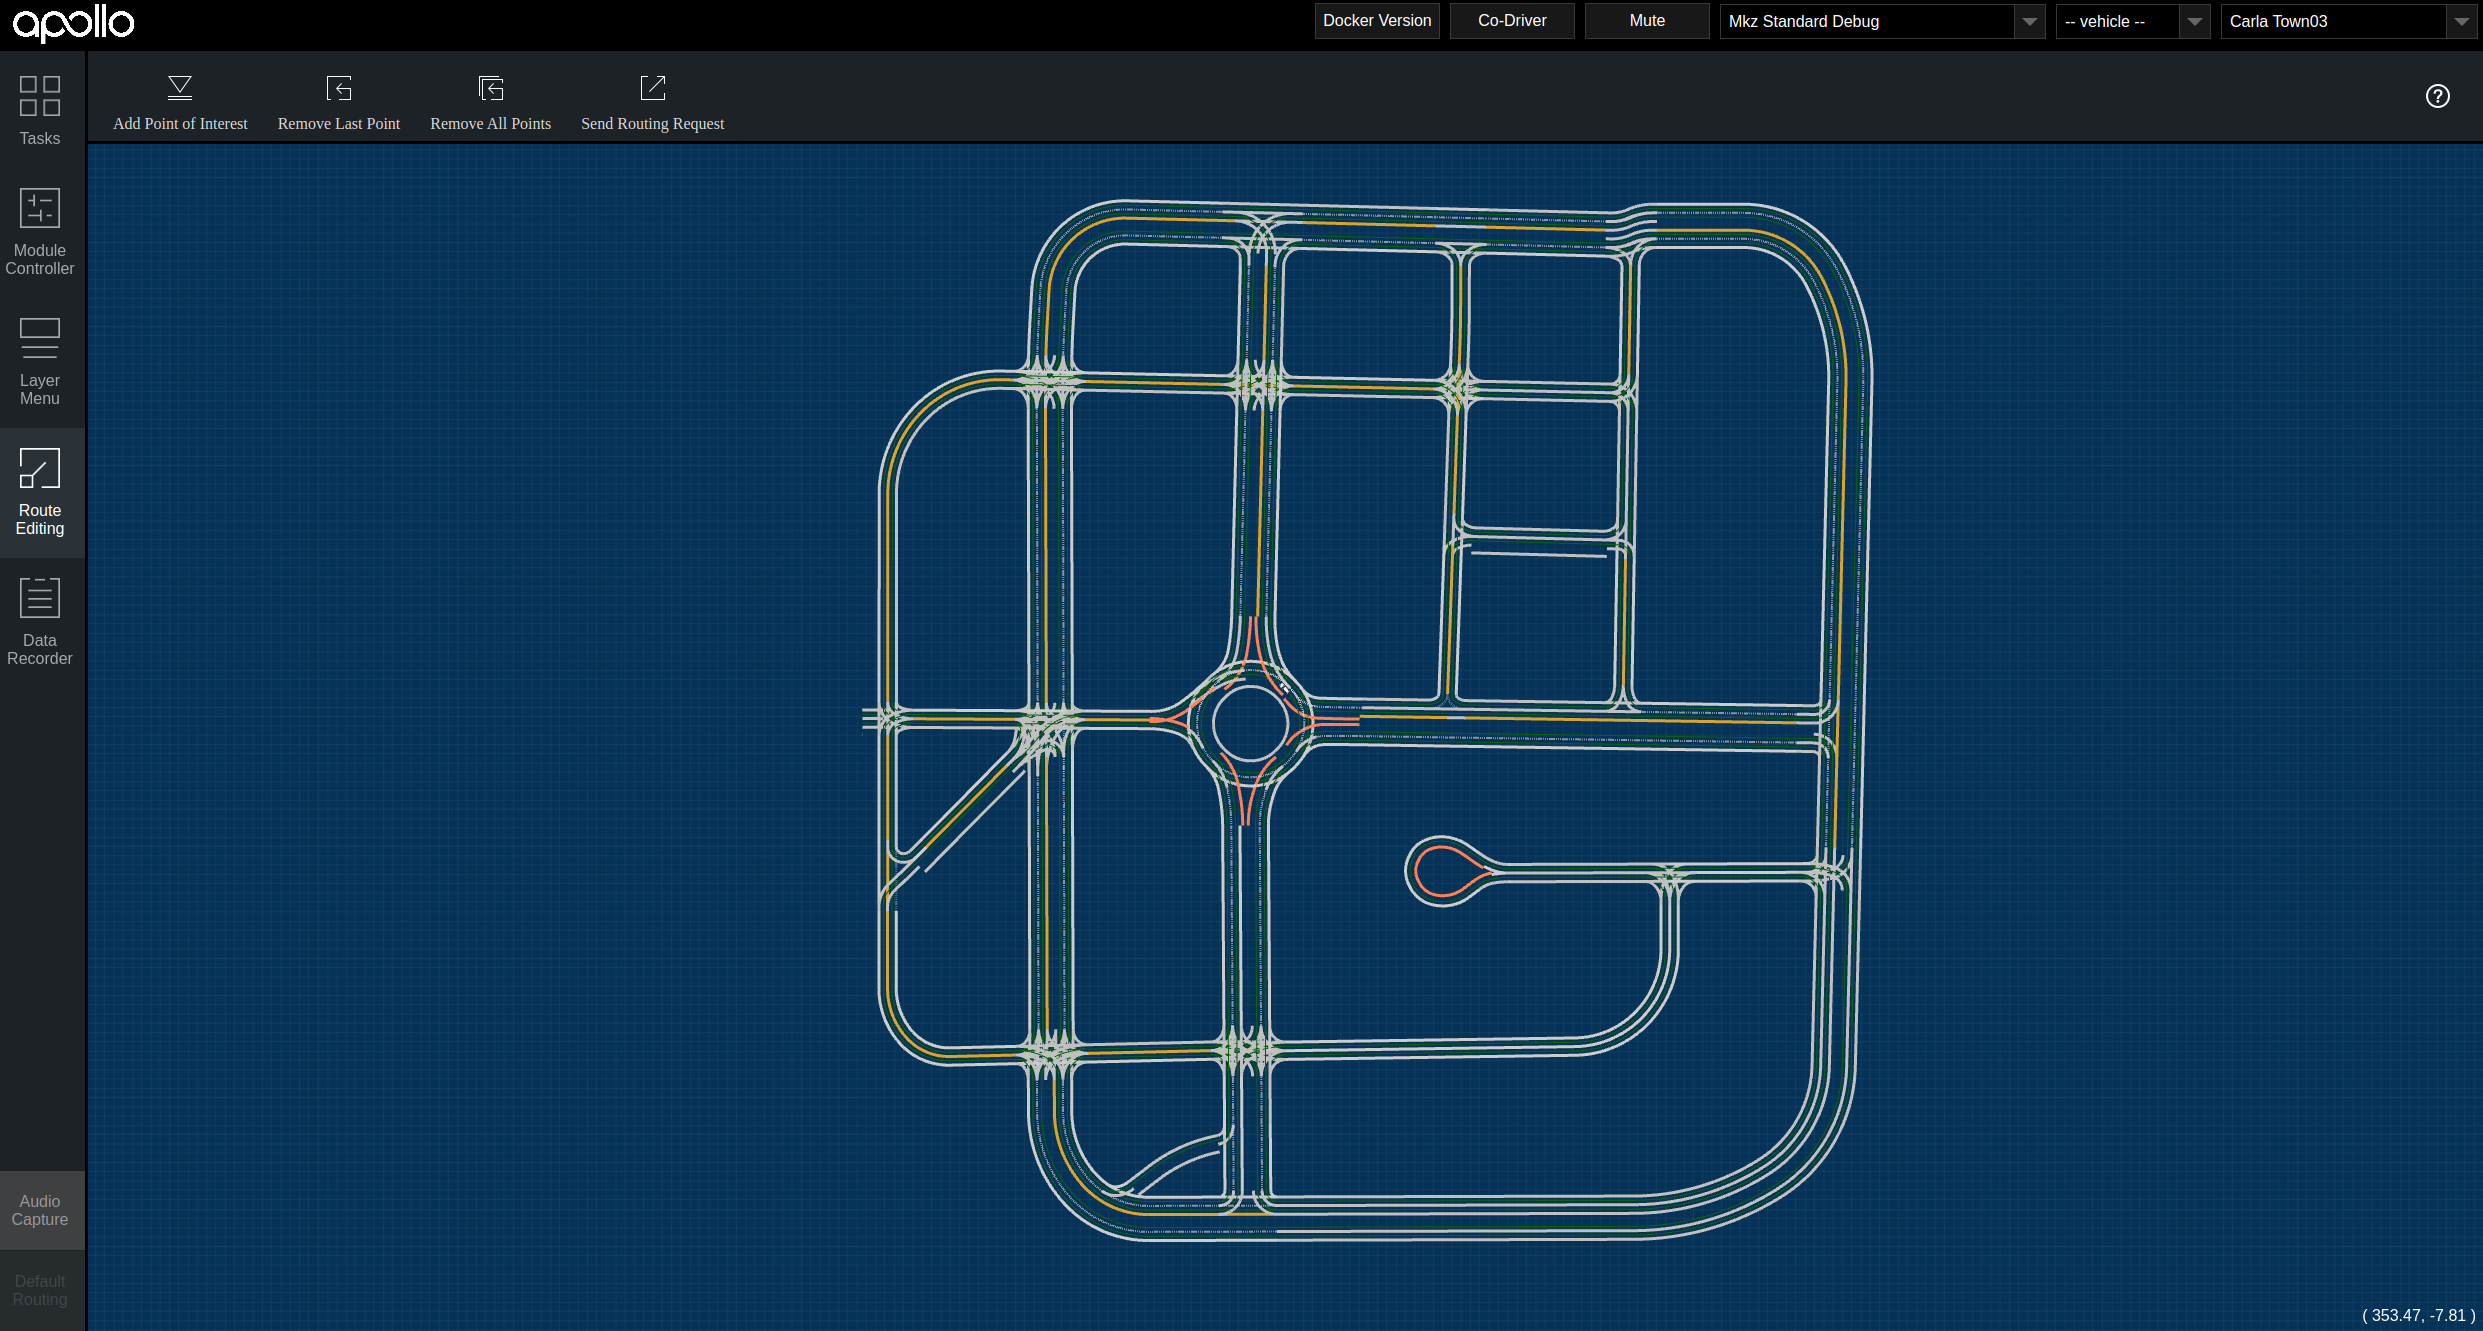 apollo
Docker Version
Co-Driver
Mute
Mkz Standard Debug
-- vehicle --
Carla Town03
Add Point of Interest
Remove Last Point
Remove All Points
Send Routing Request
Tasks
Module
Controller
Layer
Menu
Route
Editing
Data
Recorder
Audio
Capture
Default
Routing
( 353.47, -7.81 )